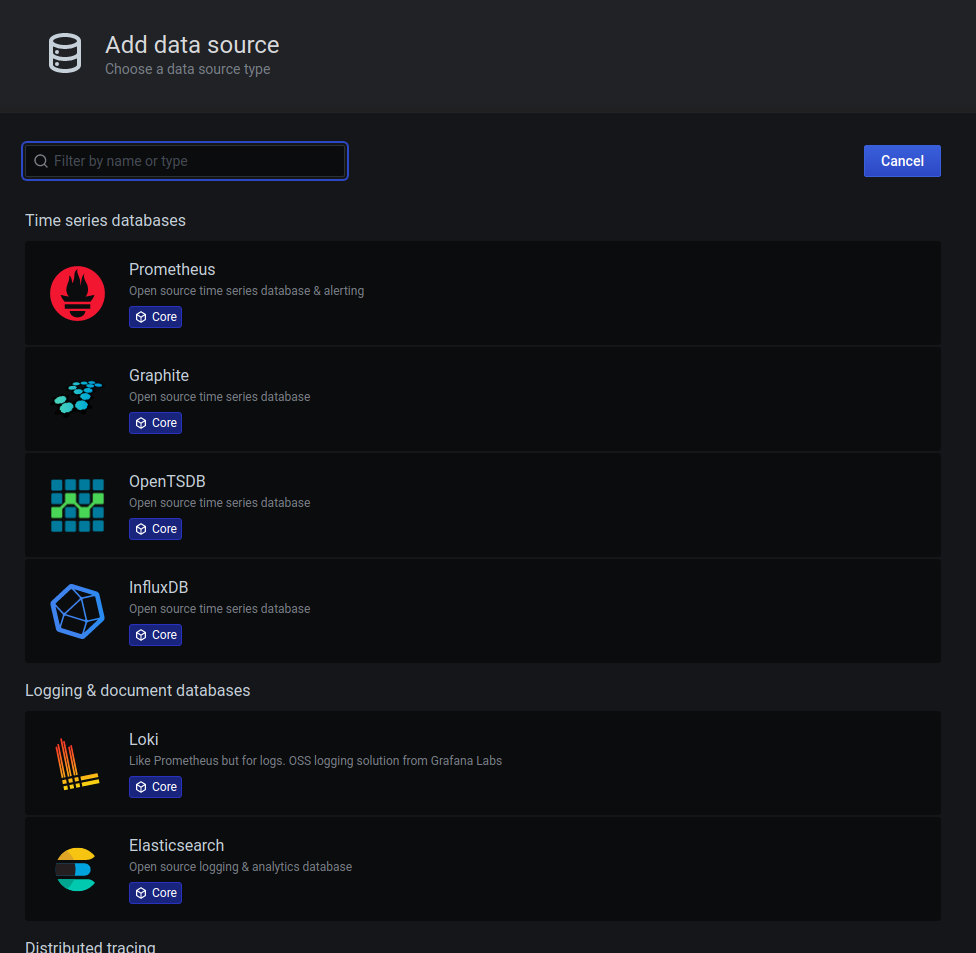 Add data source
Choose a data source type
Filter by name or type
Cancel
Time series databases
Prometheus
Open source time series database & alerting
Core
Graphite
Open source time series database
Core
OpenTSDB
Open source time series database
Core
InfluxDB
Open source time series database
Core
Logging & document databases
Loki
Like Prometheus but for logs. OSS logging solution from Grafana Labs
Core
Elasticsearch
Open source logging & analytics database
Core
Distributed tracing